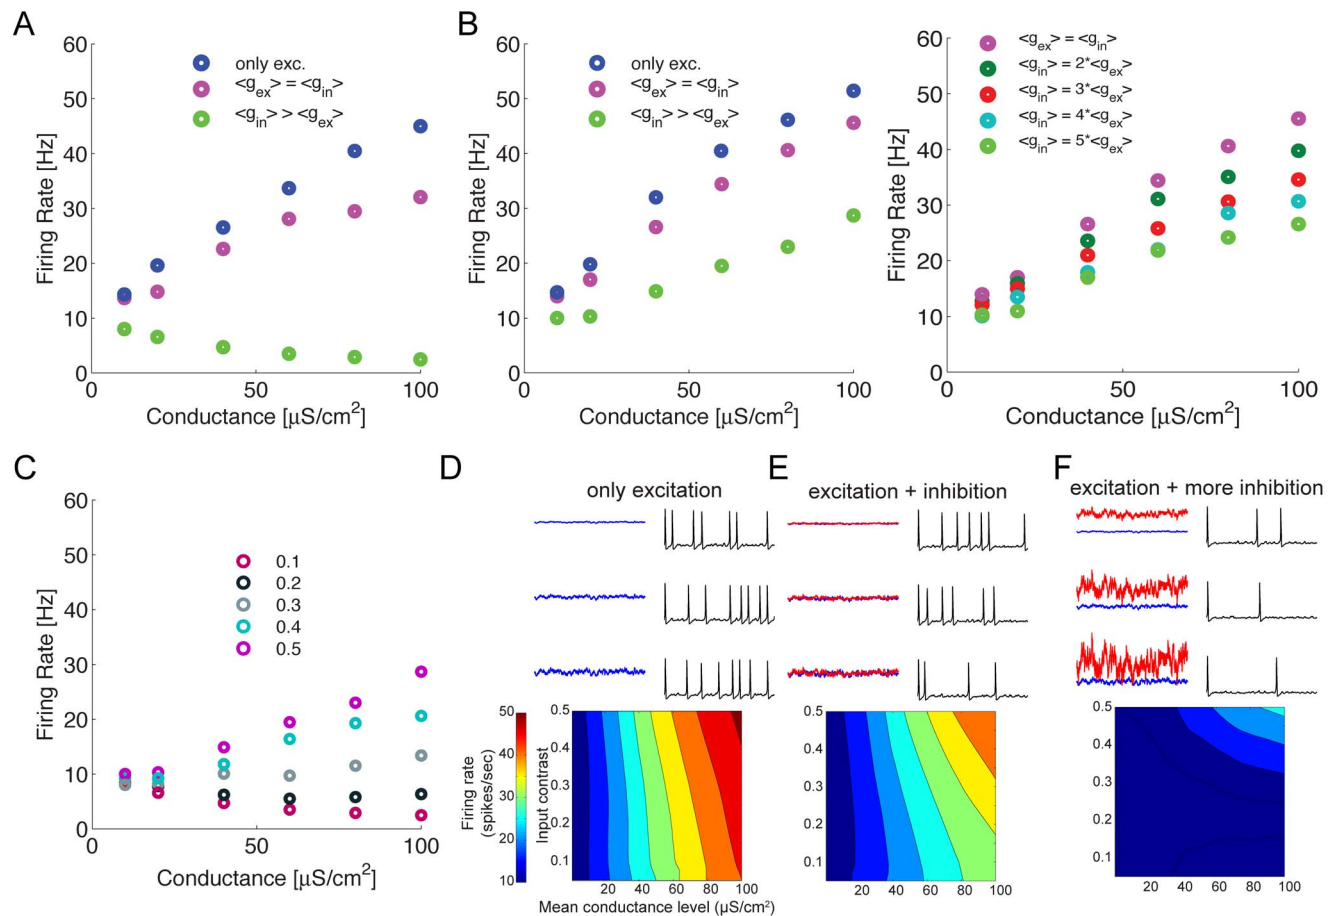 A
60
50
40
30
20
10
0
Firing Rate [Hz]
only exc.
<g_ex> = <g_in>
<g_in> > <g_ex>
0 50 100
Conductance [μS/cm²]
B
60
50
40
30
20
10
0
Firing Rate [Hz]
only exc.
<g_ex> = <g_in>
<g_in> > <g_ex>
0 50 100
Conductance [μS/cm²]
60
50
40
30
20
10
0
Firing Rate [Hz]
<g_ex> = <g_in>
<g_in> = 2*<g_ex>
<g_in> = 3*<g_ex>
<g_in> = 4*<g_ex>
<g_in> = 5*<g_ex>
0 50 100
Conductance [μS/cm²]
C
60
50
40
30
20
10
0
Firing Rate [Hz]
0.1
0.2
0.3
0.4
0.5
0 50 100
Conductance [μS/cm²]
D
only excitation
50
40
30
20
10
Firing rate
(spikes/sec)
Input contrast
0.5
0.4
0.3
0.2
0.1
20 40 60 80 100
Mean conductance level (μS/cm²)
E
excitation + inhibition
0.5
0.4
0.3
0.2
0.1
20 40 60 80 100
F
excitation + more inhibition
0.5
0.4
0.3
0.2
0.1
20 40 60 80 100